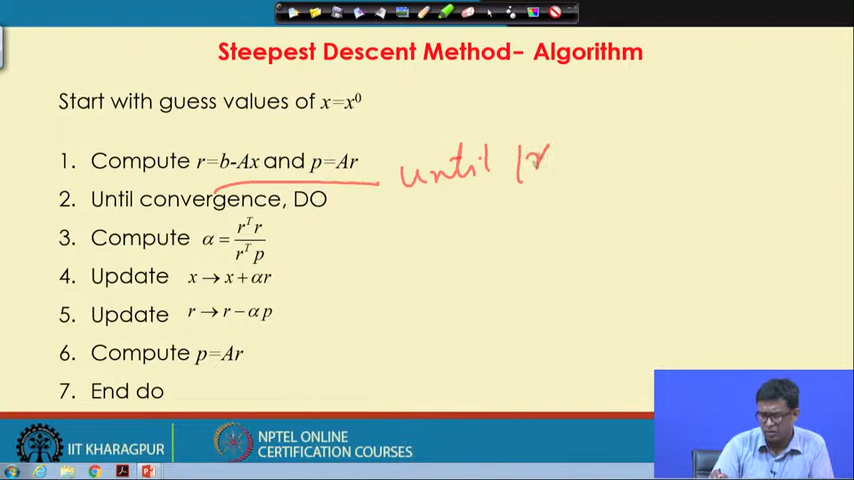 Steepest Descent Method- Algorithm
Start with guess values of x=x⁰
1. Compute r=b-Ax and p=Ar
until |r
2. Until convergence, DO
3. Compute α = rᵀr / rᵀp
4. Update x → x + αr
5. Update r → r − αp
6. Compute p=Ar
7. End do
IIT KHARAGPUR
NPTEL ONLINE
CERTIFICATION COURSES